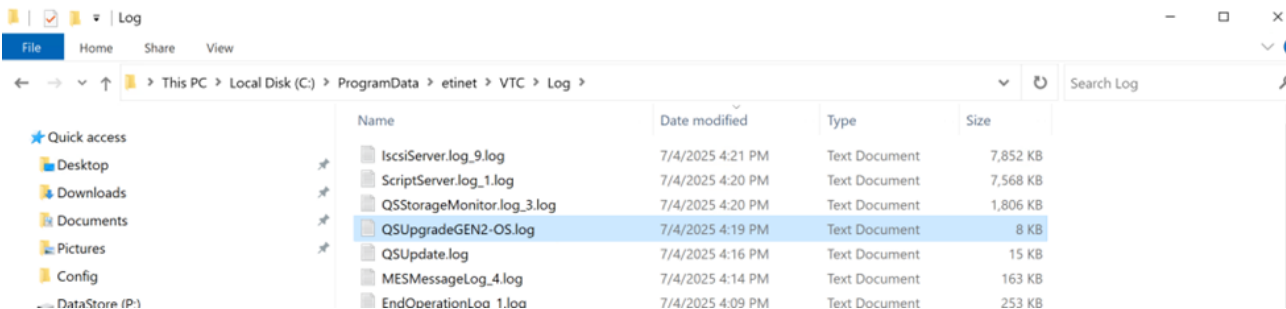 Log
File Home Share View
This PC > Local Disk (C:) > ProgramData > etinet > VTC > Log >
Search Log
Name Date modified Type Size
Quick access
Desktop
Downloads
Documents
Pictures
Config
DataStore (P:)
IscsiServer.log_9.log 7/4/2025 4:21 PM Text Document 7,852 KB
ScriptServer.log_1.log 7/4/2025 4:20 PM Text Document 7,568 KB
QSStorageMonitor.log_3.log 7/4/2025 4:20 PM Text Document 1,806 KB
QSUpgradeGEN2-OS.log 7/4/2025 4:19 PM Text Document 8 KB
QSUpdate.log 7/4/2025 4:16 PM Text Document 15 KB
MESMessageLog_4.log 7/4/2025 4:14 PM Text Document 163 KB
EndOperationLog_1.log 7/4/2025 4:09 PM Text Document 253 KB